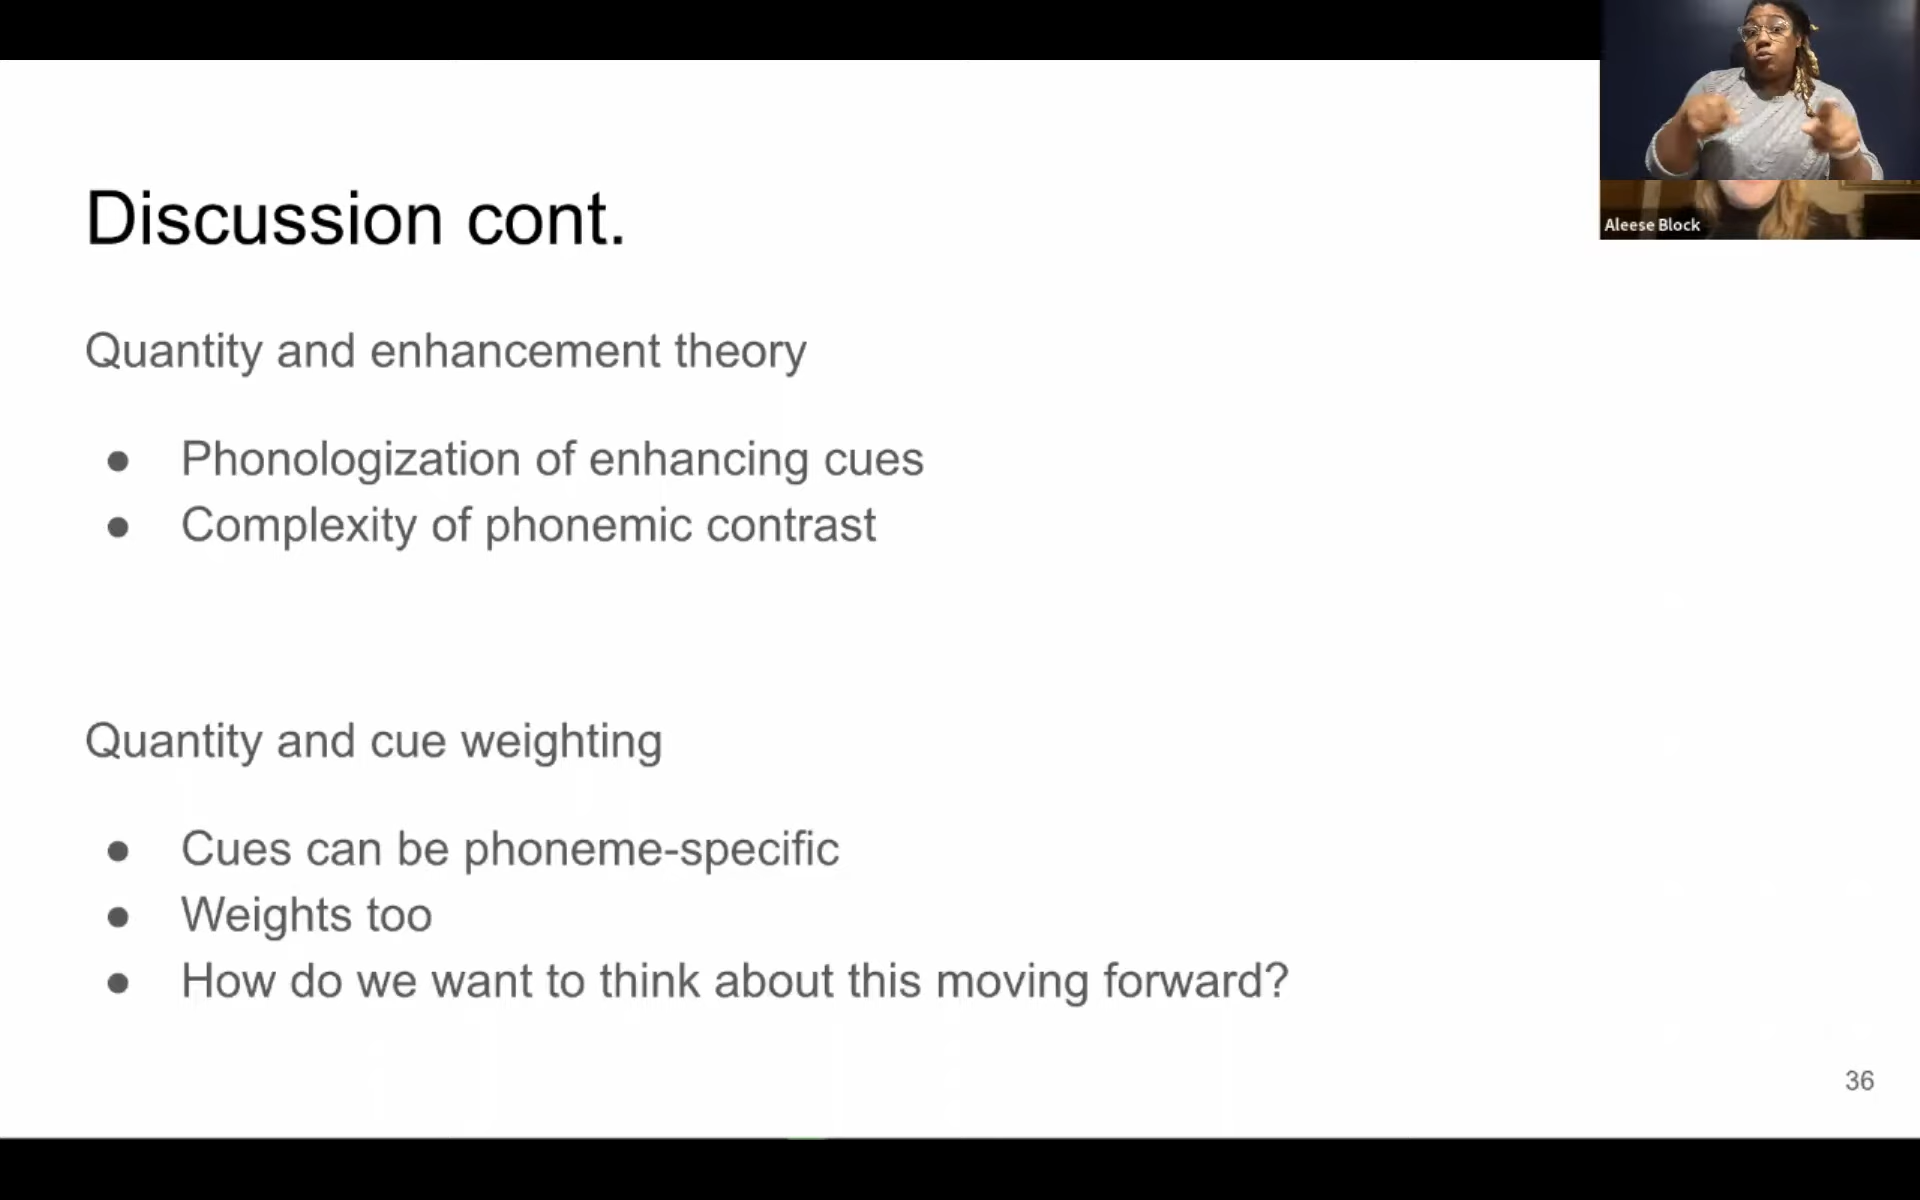 Aleese Block
Discussion cont.
Quantity and enhancement theory
● Phonologization of enhancing cues
● Complexity of phonemic contrast
Quantity and cue weighting
● Cues can be phoneme-specific
● Weights too
● How do we want to think about this moving forward?
36